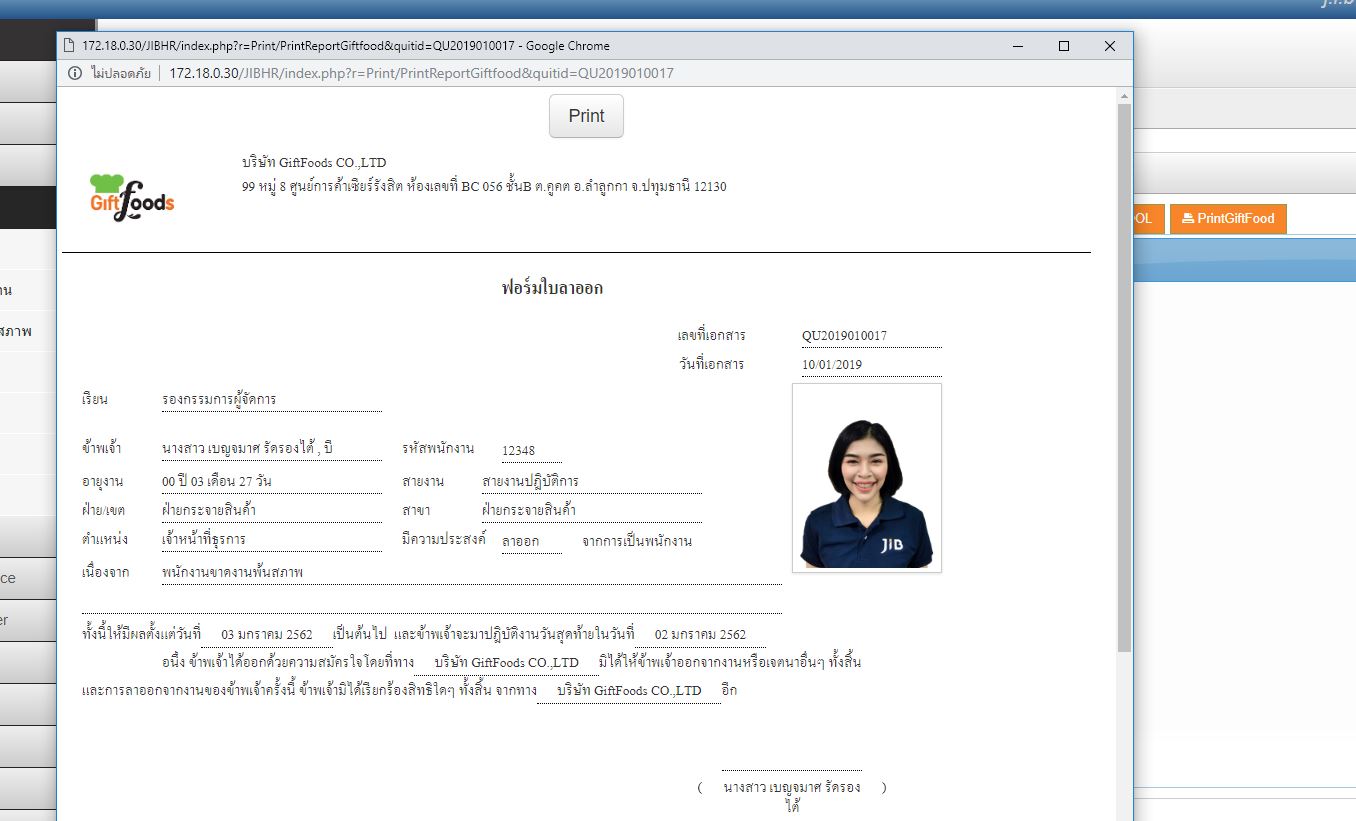 172.18.0.30/JIBHR/index.php?r=Print/PrintReportGiftfood&quitid=QU2019010017 - Google Chrome
ไม่ปลอดภัย 172.18.0.30/JIBHR/index.php?r=Print/PrintReportGiftfood&quitid=QU2019010017
Print
บริษัท GiftFoods CO.,LTD
99 หมู่ 8 ศูนย์การค้าเซียร์รังสิต ห้องเลขที่ BC 056 ชั้นB ต.คูคต อ.ลำลูกกา จ.ปทุมธานี 12130
Giftfoods
OL PrintGiftFood
ฟอร์มใบลาออก
สภาพ
เลขที่เอกสาร QU2019010017
วันที่เอกสาร 10/01/2019
เรียน รองกรรมการผู้จัดการ
ข้าพเจ้า นางสาว เบญจมาศ รัดรองไต้ , บี รหัสพนักงาน 12348
อายุงาน 00 ปี 03 เดือน 27 วัน สายงาน สายงานปฏิบัติการ
ฝ่าย/เขต ฝ่ายกระจายสินค้า สาขา ฝ่ายกระจายสินค้า
ตำแหน่ง เจ้าหน้าที่ธุรการ มีความประสงค์ ลาออก จากการเป็นพนักงาน
JIB
เนื่องจาก พนักงานขาดงานพ้นสภาพ
ce
er
ทั้งนี้ให้มีผลตั้งแต่วันที่ 03 มกราคม 2562 เป็นต้นไป และข้าพเจ้าจะมาปฏิบัติงานวันสุดท้ายในวันที่ 02 มกราคม 2562
อนึ่ง ข้าพเจ้าได้ออกด้วยความสมัครใจโดยที่ทาง บริษัท GiftFoods CO.,LTD มิได้ให้ข้าพเจ้าออกจากงานหรือเจตนาอื่นๆ ทั้งสิ้น
และการลาออกจากงานของข้าพเจ้าครั้งนี้ ข้าพเจ้ามิได้เรียกร้องสิทธิใดๆ ทั้งสิ้น จากทาง บริษัท GiftFoods CO.,LTD อีก
( นางสาว เบญจมาศ รัดรอง )
ไต้